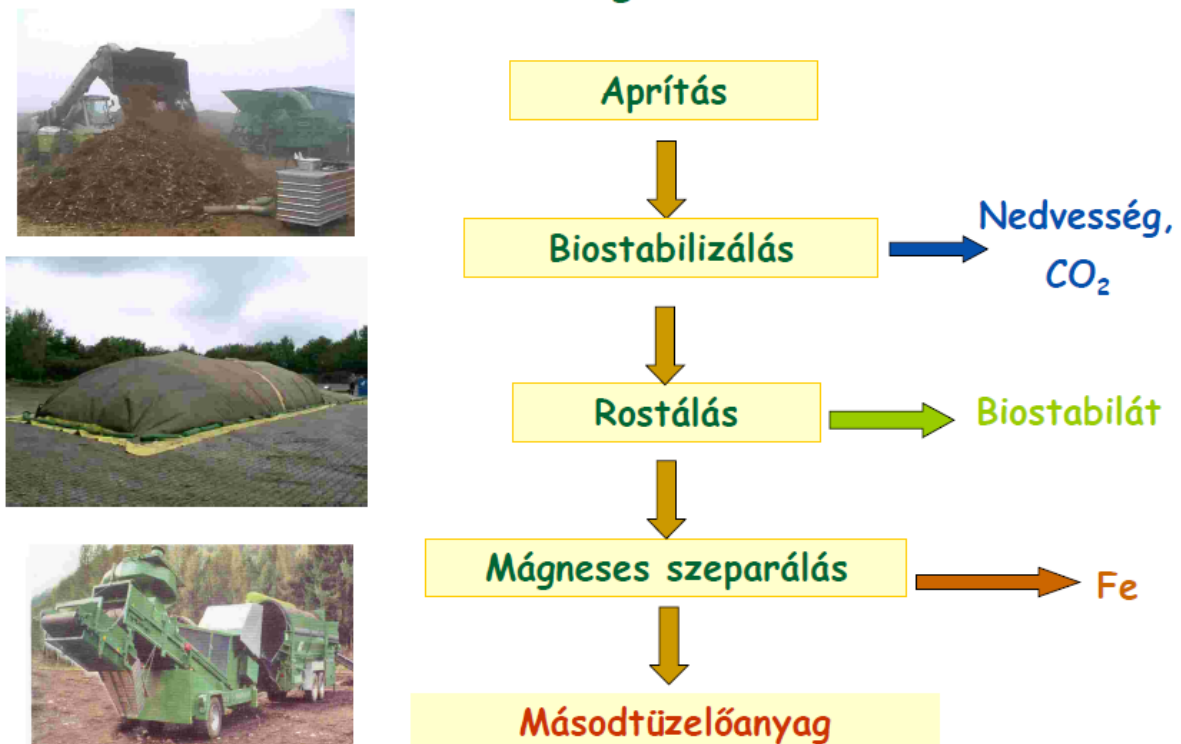 Aprítás
Biostabilizálás
Nedvesség,
CO₂
Rostálás
Biostabilát
Mágneses szeparálás
Fe
Másodtüzelőanyag